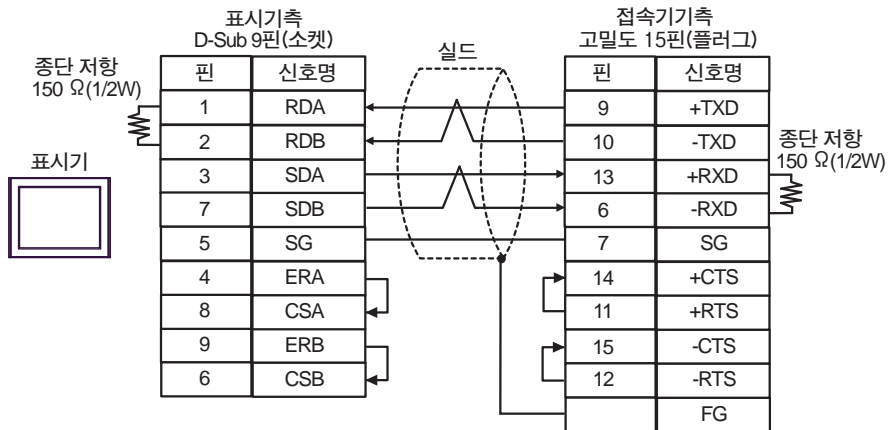 표시기측
D-Sub 9핀(소켓)
실드
접속기기측
고밀도 15핀(플러그)
종단 저항
150 Ω(1/2W)
표시기
핀 신호명
1 RDA
2 RDB
3 SDA
7 SDB
5 SG
4 ERA
8 CSA
9 ERB
6 CSB
핀 신호명
9 +TXD
10 -TXD
13 +RXD
6 -RXD
7 SG
14 +CTS
11 +RTS
15 -CTS
12 -RTS
FG
종단 저항
150 Ω(1/2W)